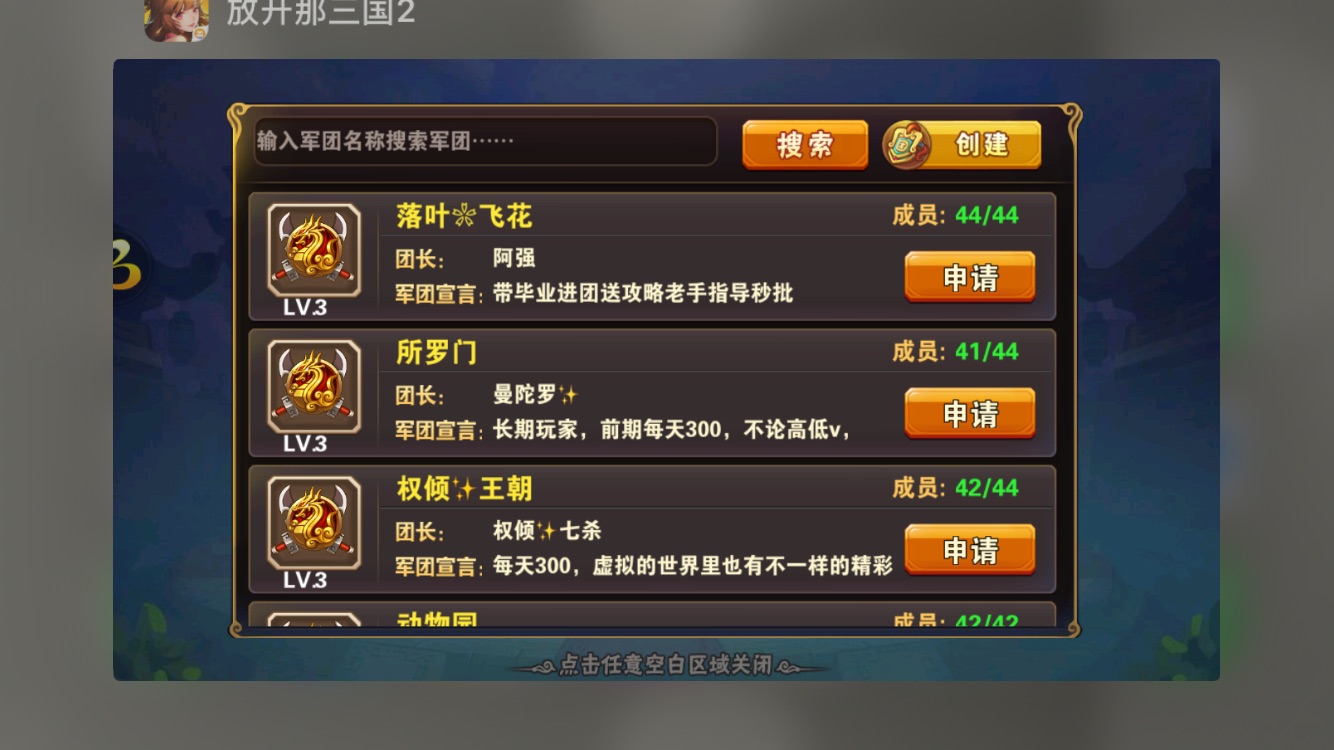 放开那三国2
输入军团名称搜索军团······
搜索
创建
落叶❀飞花
成员: 44/44
团长: 阿强
军团宣言: 带毕业进团送攻略老手指导秒批
申请
LV.3
所罗门
成员: 41/44
团长: 曼陀罗✨
军团宣言: 长期玩家，前期每天300，不论高低v，
申请
LV.3
权倾✨王朝
成员: 42/44
团长: 权倾✨七杀
军团宣言: 每天300，虚拟的世界里也有不一样的精彩
申请
LV.3
动物园
成员: 42/42
点击任意空白区域关闭